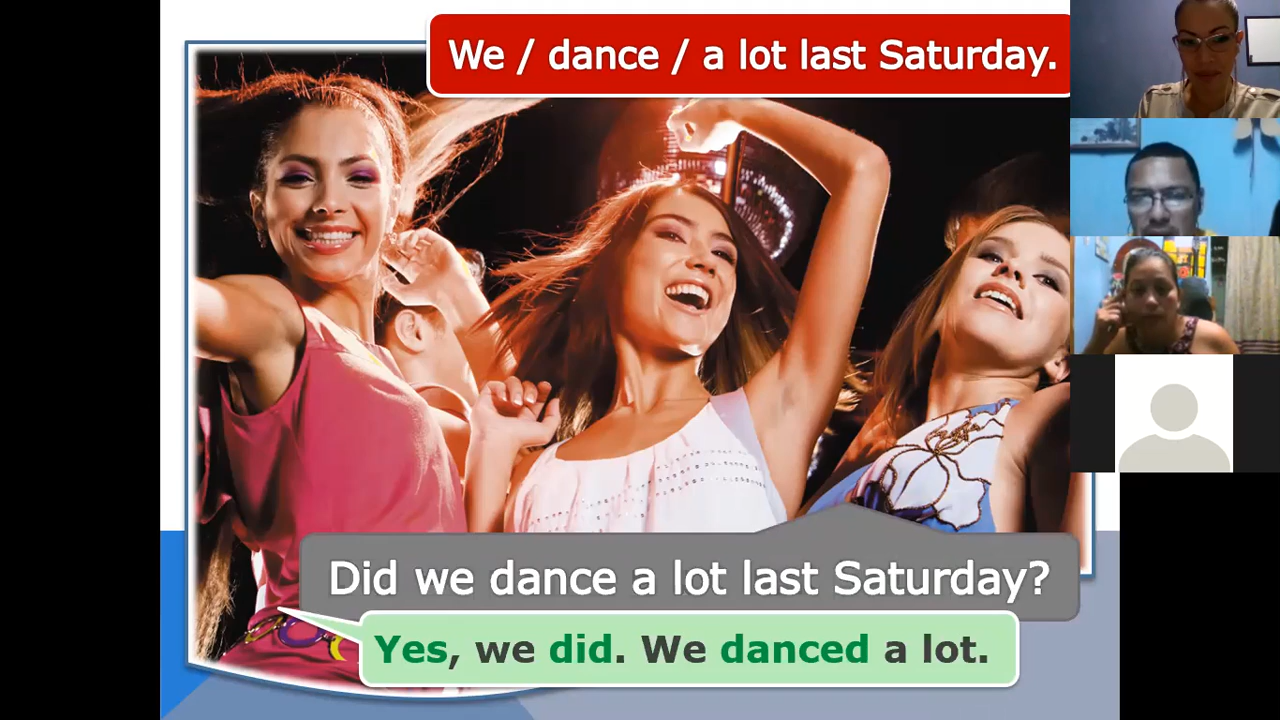 We / dance / a lot last Saturday.
Did we dance a lot last Saturday?
Yes, we did. We danced a lot.